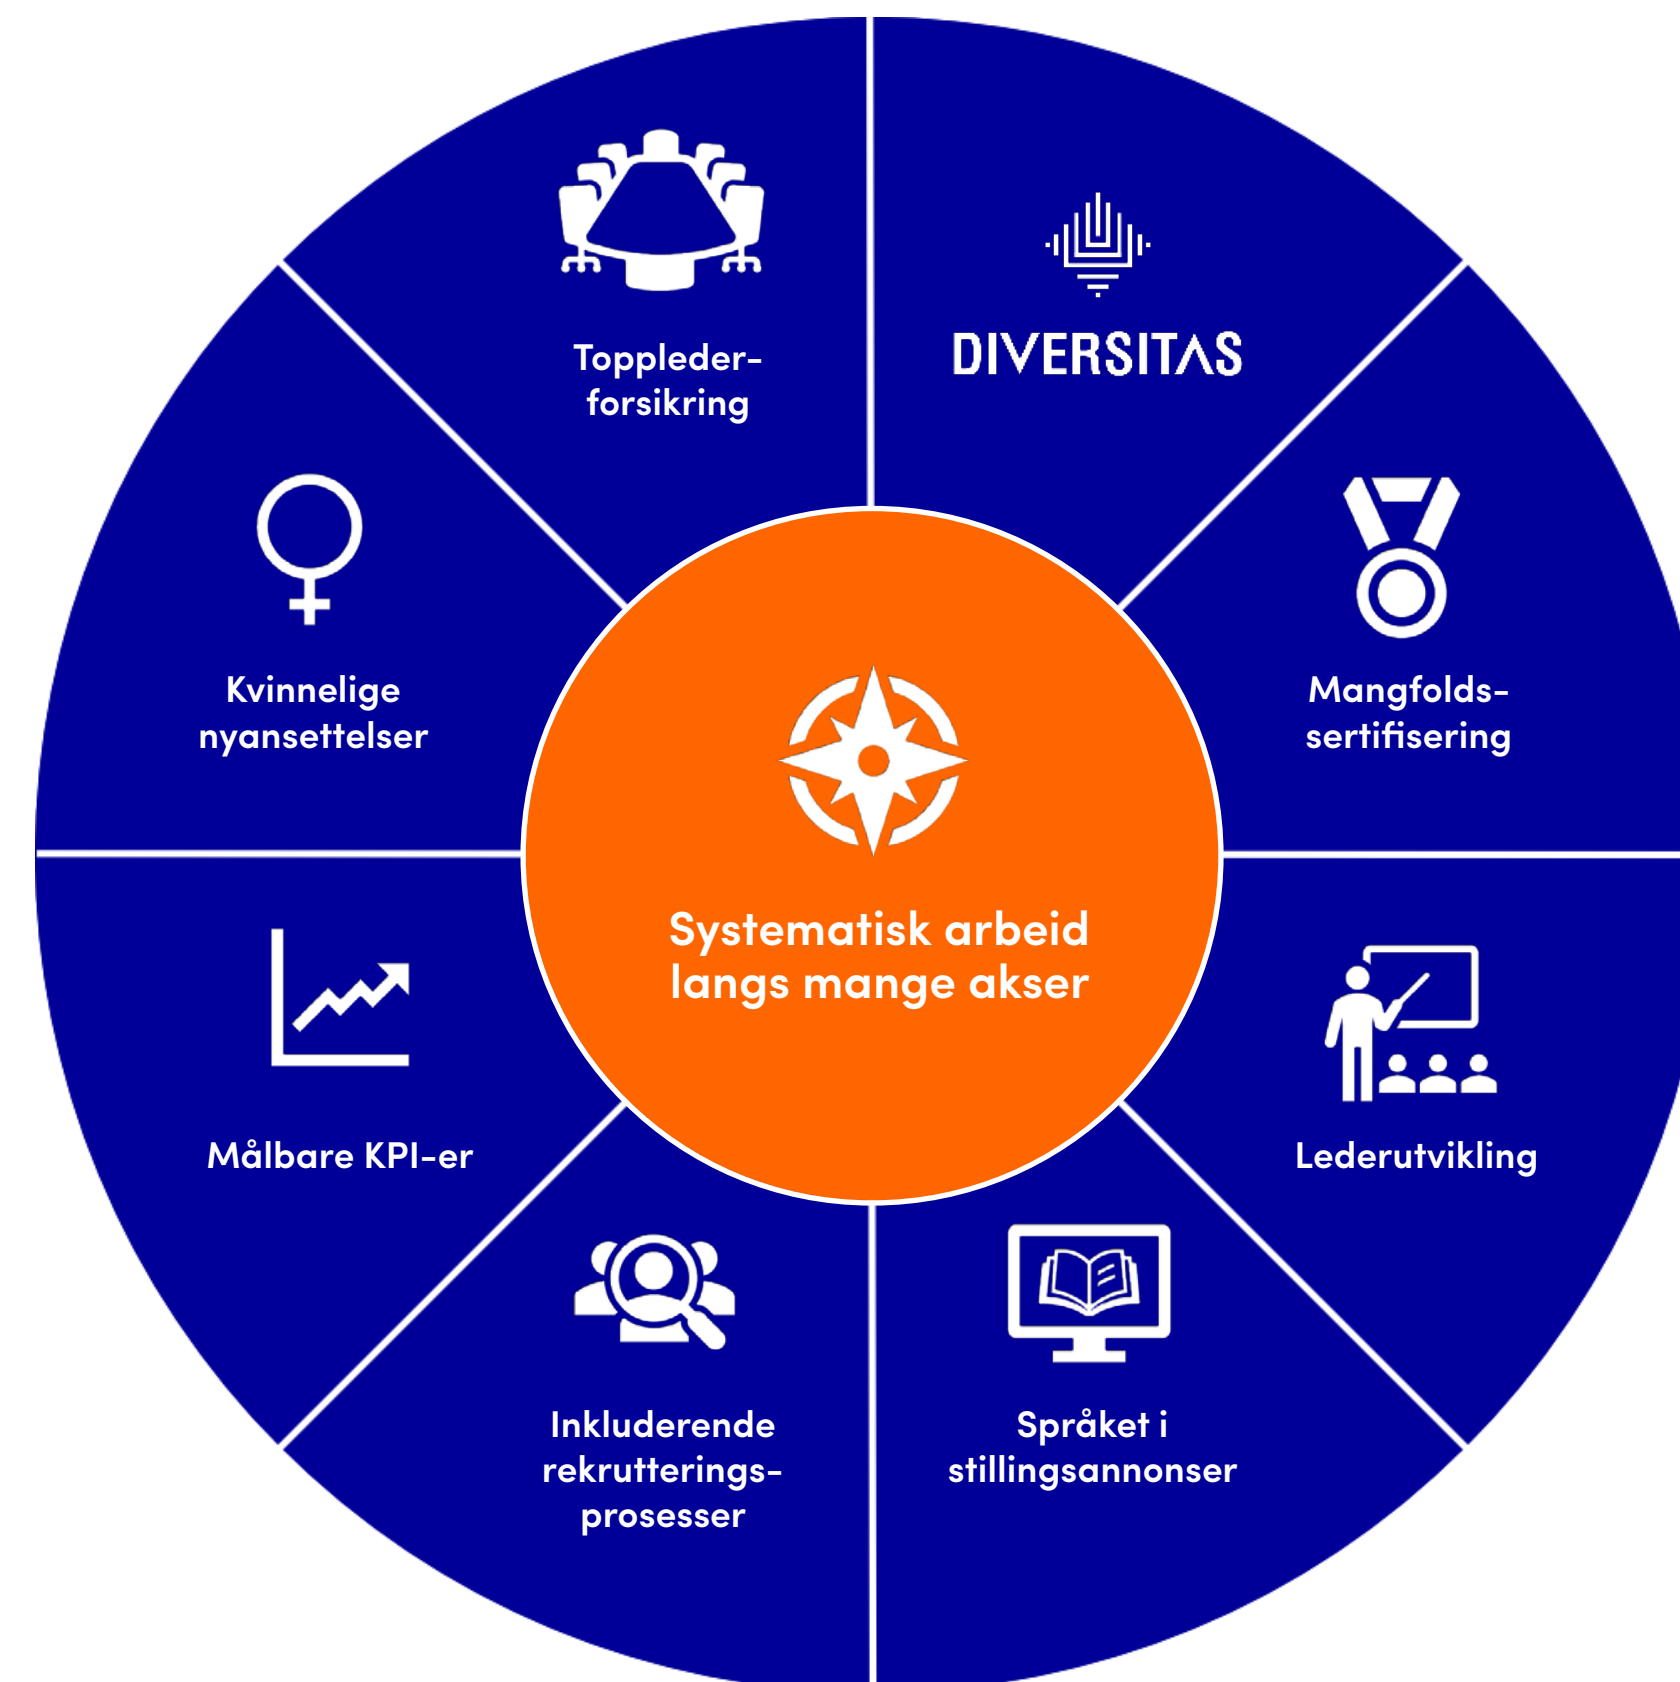 Toppleder-
forsikring
DIVERSITAS
Kvinnelige
nyansettelser
Mangfolds-
sertifisering
Systematisk arbeid
langs mange akser
Målbare KPI-er
Lederutvikling
Inkluderende
rekrutterings-
prosesser
Språket i
stillingsannonser